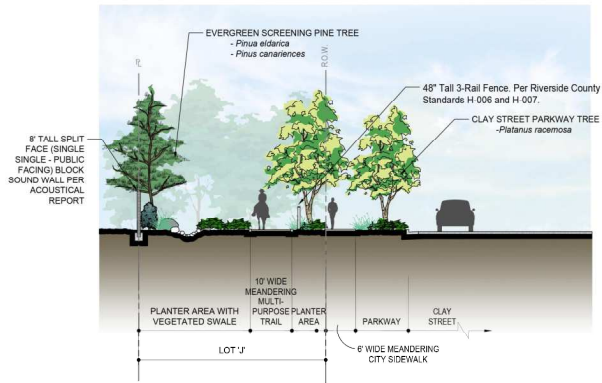 EVERGREEN SCREENING PINE TREE
- Pinua eldarica
- Pinus canariences
PL
R.O.W.
48" Tall 3-Rail Fence. Per Riverside County
Standards H-006 and H-007.
CLAY STREET PARKWAY TREE
-Platanus racemosa
8' TALL SPLIT
FACE (SINGLE
SINGLE - PUBLIC
FACING) BLOCK
SOUND WALL PER
ACOUSTICAL
REPORT
PLANTER AREA WITH
VEGETATED SWALE
10' WIDE
MEANDERING
MULTI-
PURPOSE
TRAIL
PLANTER
AREA
PARKWAY
CLAY
STREET
LOT 'J'
6' WIDE MEANDERING
CITY SIDEWALK